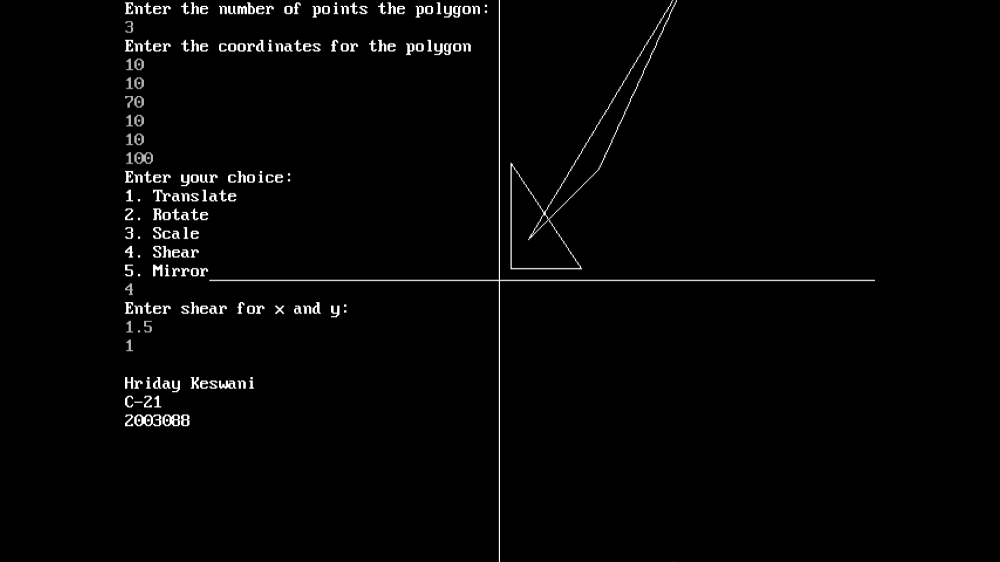 Enter the number of points the polygon:
3
Enter the coordinates for the polygon
10
10
70
10
10
100
Enter your choice:
1. Translate
2. Rotate
3. Scale
4. Shear
5. Mirror
4
Enter shear for x and y:
1.5
1
Hriday Keswani
C-21
2003088